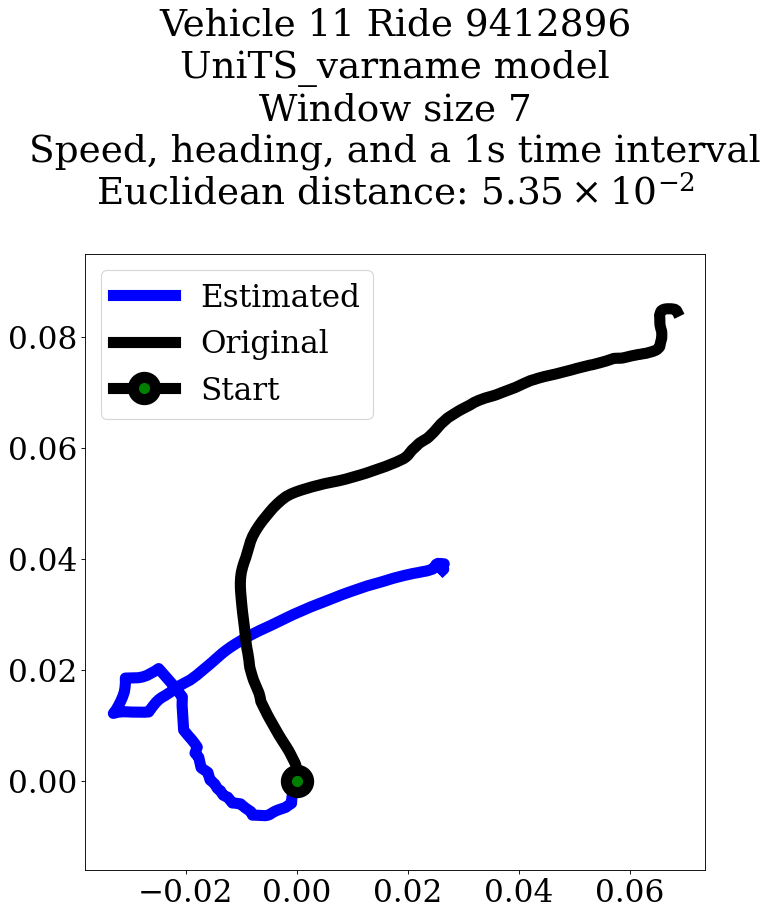 Vehicle 11 Ride 9412896
UniTS_varname model
Window size 7
Speed, heading, and a 1s time interval
Euclidean distance: 5.35 × 10⁻²
Estimated
Original
Start
0.08
0.06
0.04
0.02
0.00
−0.02 0.00 0.02 0.04 0.06